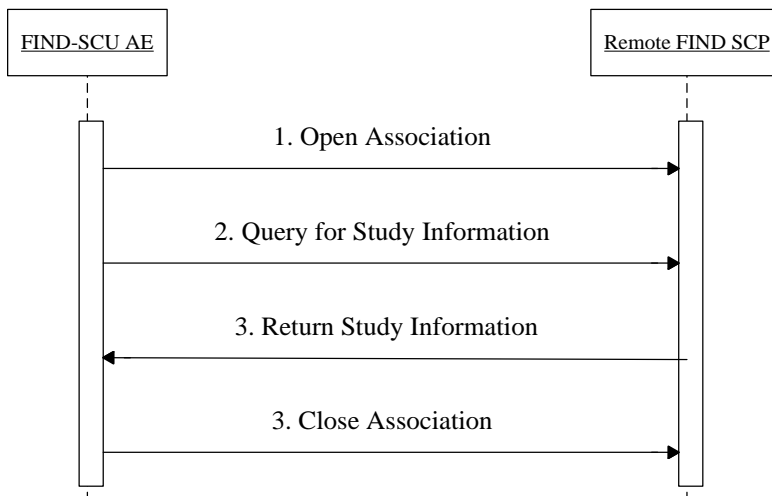 FIND-SCU AE
Remote FIND SCP
1. Open Association
2. Query for Study Information
3. Return Study Information
3. Close Association